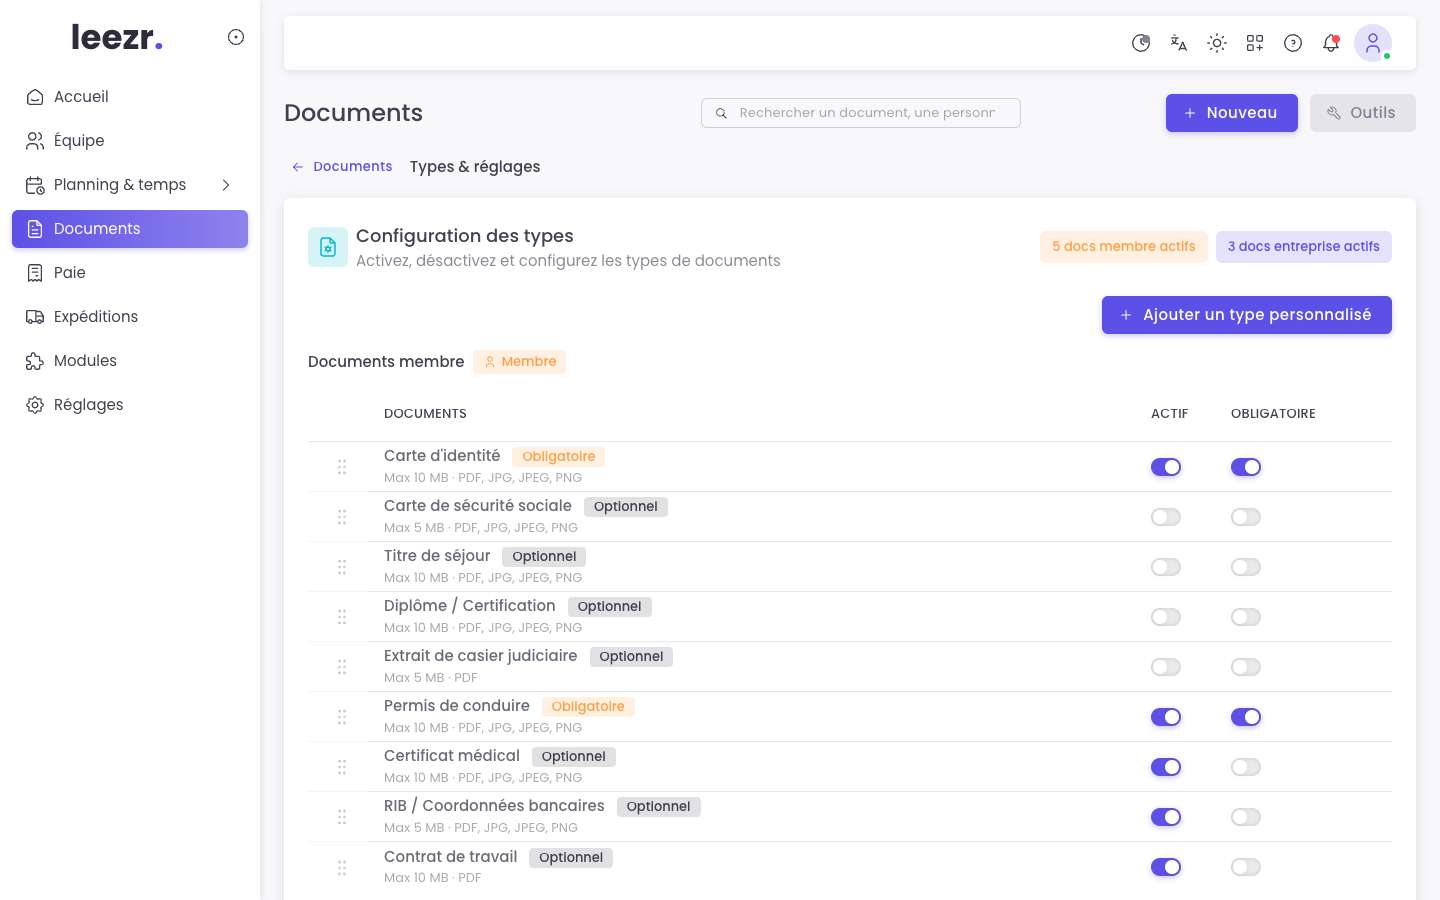 leezr.
Accueil
Équipe
Planning & temps
Documents
Paie
Expéditions
Modules
Réglages
Documents
Rechercher un document, une personn
Nouveau
Outils
Documents
Types & réglages
Configuration des types
Activez, désactivez et configurez les types de documents
5 docs membre actifs
3 docs entreprise actifs
Ajouter un type personnalisé
Documents membre
Membre
DOCUMENTS
ACTIF
OBLIGATOIRE
Carte d'identité
Obligatoire
Max 10 MB · PDF, JPG, JPEG, PNG
Carte de sécurité sociale
Optionnel
Max 5 MB · PDF, JPG, JPEG, PNG
Titre de séjour
Optionnel
Max 10 MB · PDF, JPG, JPEG, PNG
Diplôme / Certification
Optionnel
Max 10 MB · PDF, JPG, JPEG, PNG
Extrait de casier judiciaire
Optionnel
Max 5 MB · PDF
Permis de conduire
Obligatoire
Max 10 MB · PDF, JPG, JPEG, PNG
Certificat médical
Optionnel
Max 10 MB · PDF, JPG, JPEG, PNG
RIB / Coordonnées bancaires
Optionnel
Max 5 MB · PDF, JPG, JPEG, PNG
Contrat de travail
Optionnel
Max 10 MB · PDF